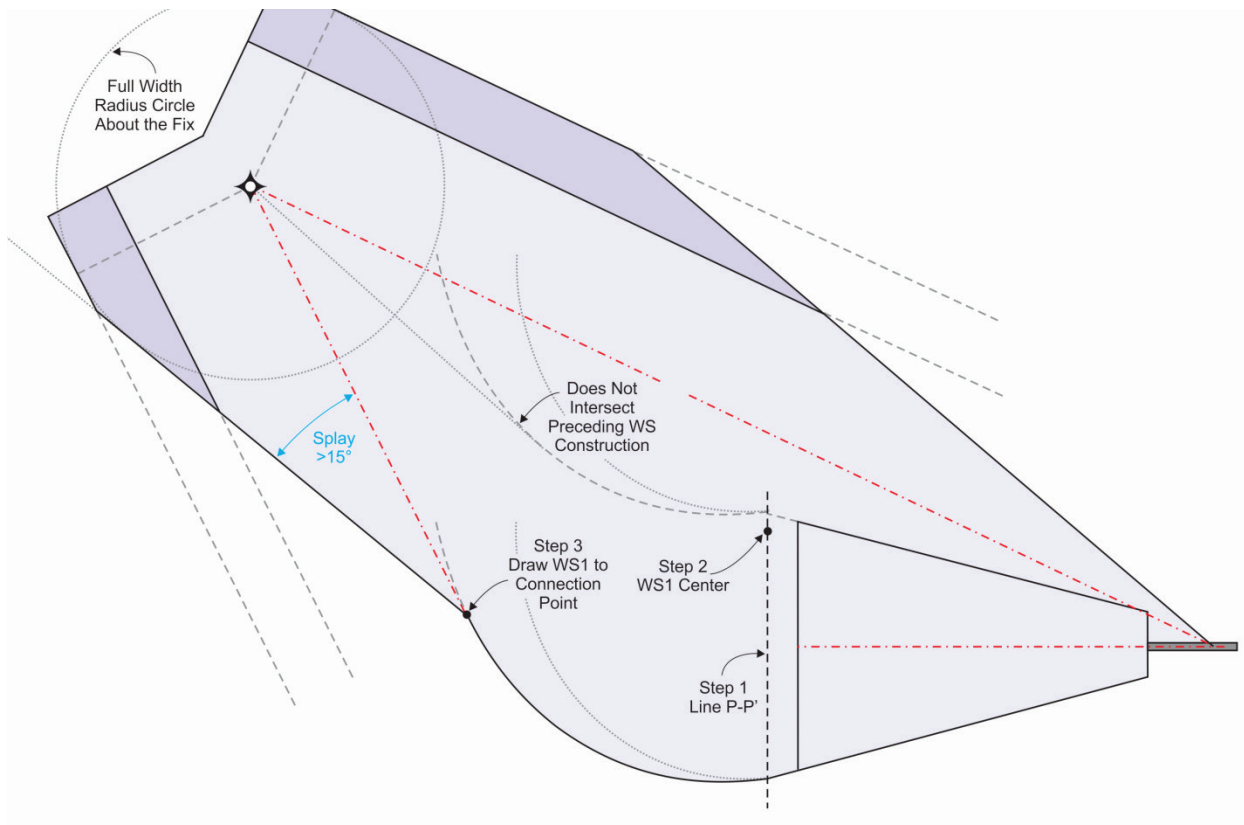 Full Width
Radius Circle
About the Fix
Does Not
Intersect
Preceding WS
Construction
Splay
>15°
Step 3
Draw WS1 to
Connection
Point
Step 2
WS1 Center
Step 1
Line P-P'